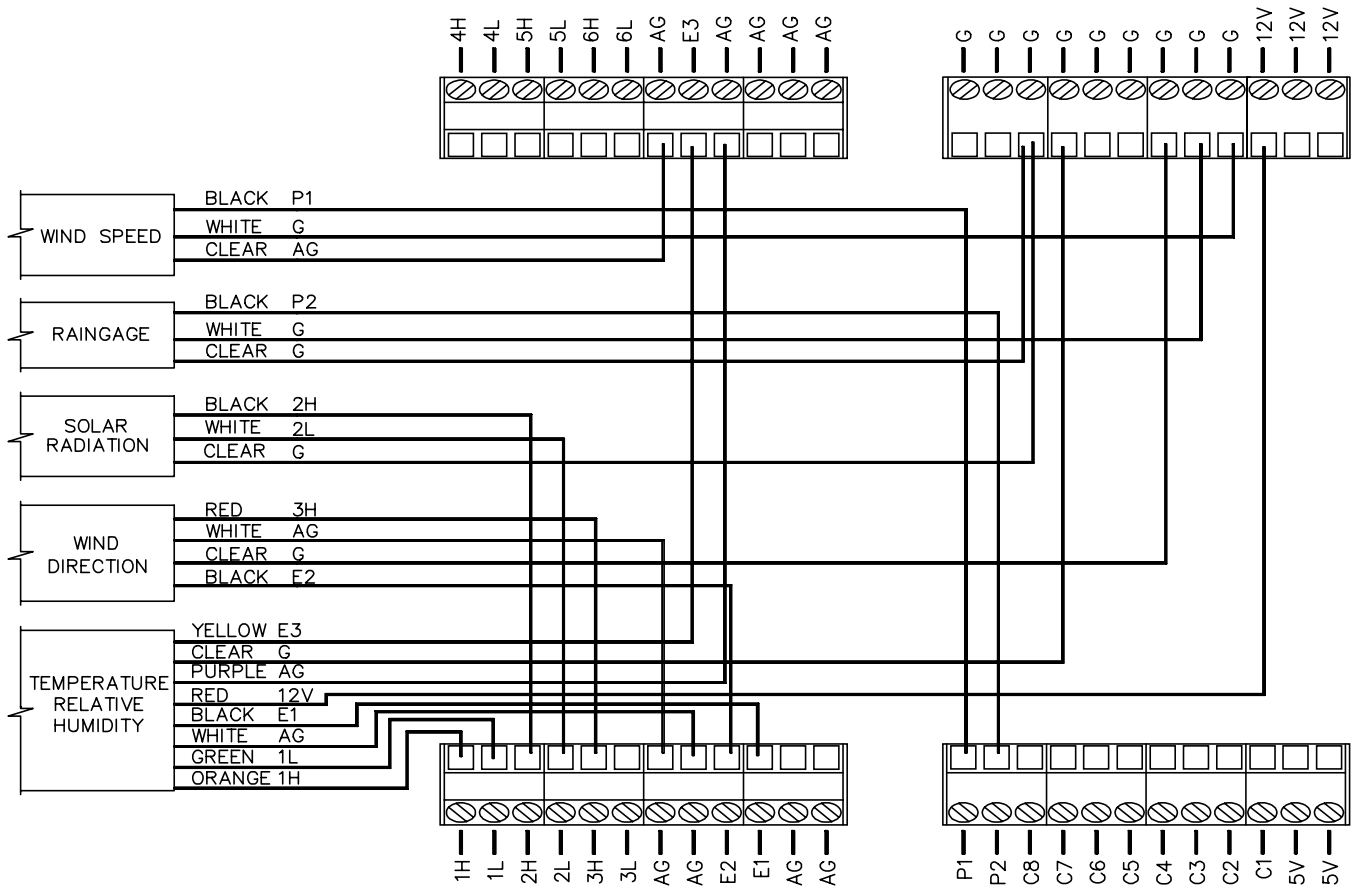 4H 4L 5H 5L 6H 6L AG E3 AG AG AG AG
G G G G G G G G G 12V 12V 12V
WIND SPEED
BLACK P1
WHITE G
CLEAR AG
RAINGAGE
BLACK P2
WHITE G
CLEAR G
SOLAR
RADIATION
BLACK 2H
WHITE 2L
CLEAR G
WIND
DIRECTION
RED 3H
WHITE AG
CLEAR G
BLACK E2
TEMPERATURE
RELATIVE
HUMIDITY
YELLOW E3
CLEAR G
PURPLE AG
RED 12V
BLACK E1
WHITE AG
GREEN 1L
ORANGE 1H
1H 1L 2H 2L 3H 3L AG AG E2 E1 AG AG
P1 P2 C8 C7 C6 C5 C4 C3 C2 C1 5V 5V